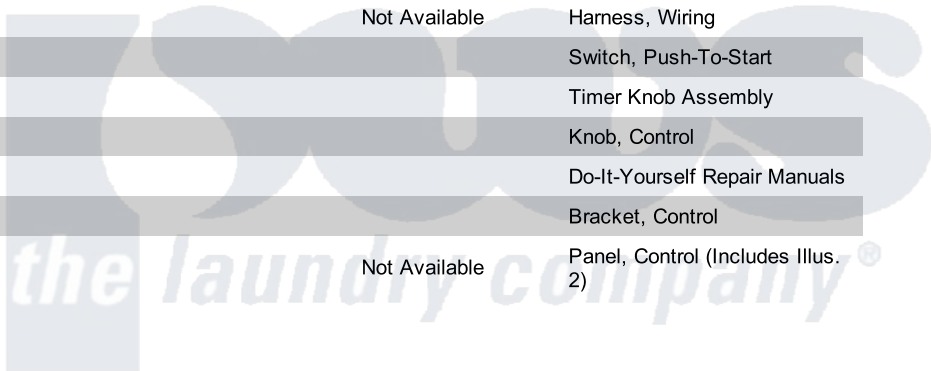 Not Available Harness, Wiring
Switch, Push-To-Start
Timer Knob Assembly
Knob, Control
Do-It-Yourself Repair Manuals
Bracket, Control
Not Available Panel, Control (Includes Illus.
2)
pws
the laundry company®